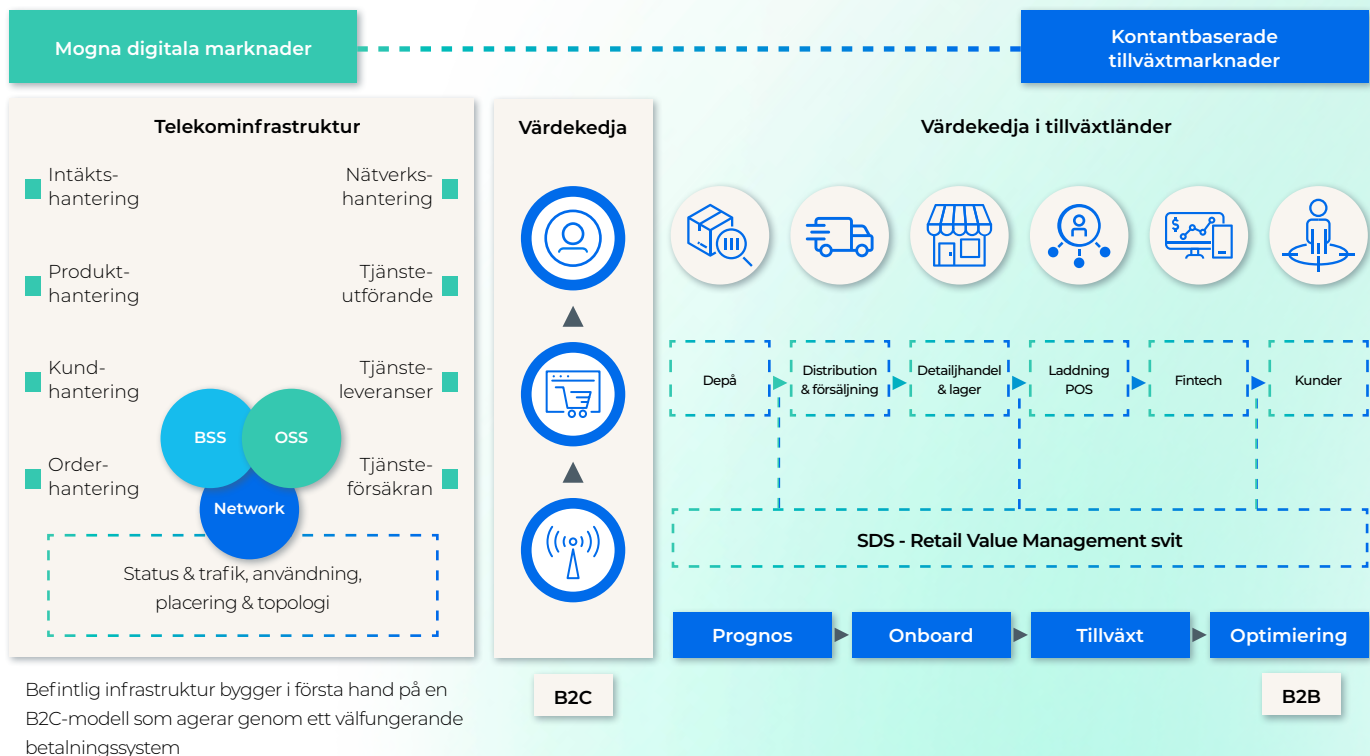 Mogna digitala marknader
Kontantbaserade
tillväxtmarknader
Telekominfrastruktur
Intäkts-
hantering
Nätverks-
hantering
Produkt-
hantering
Tjänste-
utförande
Kund-
hantering
Tjänste-
leveranser
BSS
OSS
Order-
hantering
Tjänste-
försäkran
Network
Status & trafik, användning,
placering & topologi
Befintlig infrastruktur bygger i första hand på en
B2C-modell som agerar genom ett välfungerande
betalningssystem
Värdekedja
B2C
Värdekedja i tillväxtländer
$
Depå
Distribution
& försäljning
Detailjhandel
& lager
Laddning
POS
Fintech
Kunder
SDS - Retail Value Management svit
Prognos
Onboard
Tillväxt
Optimiering
B2B